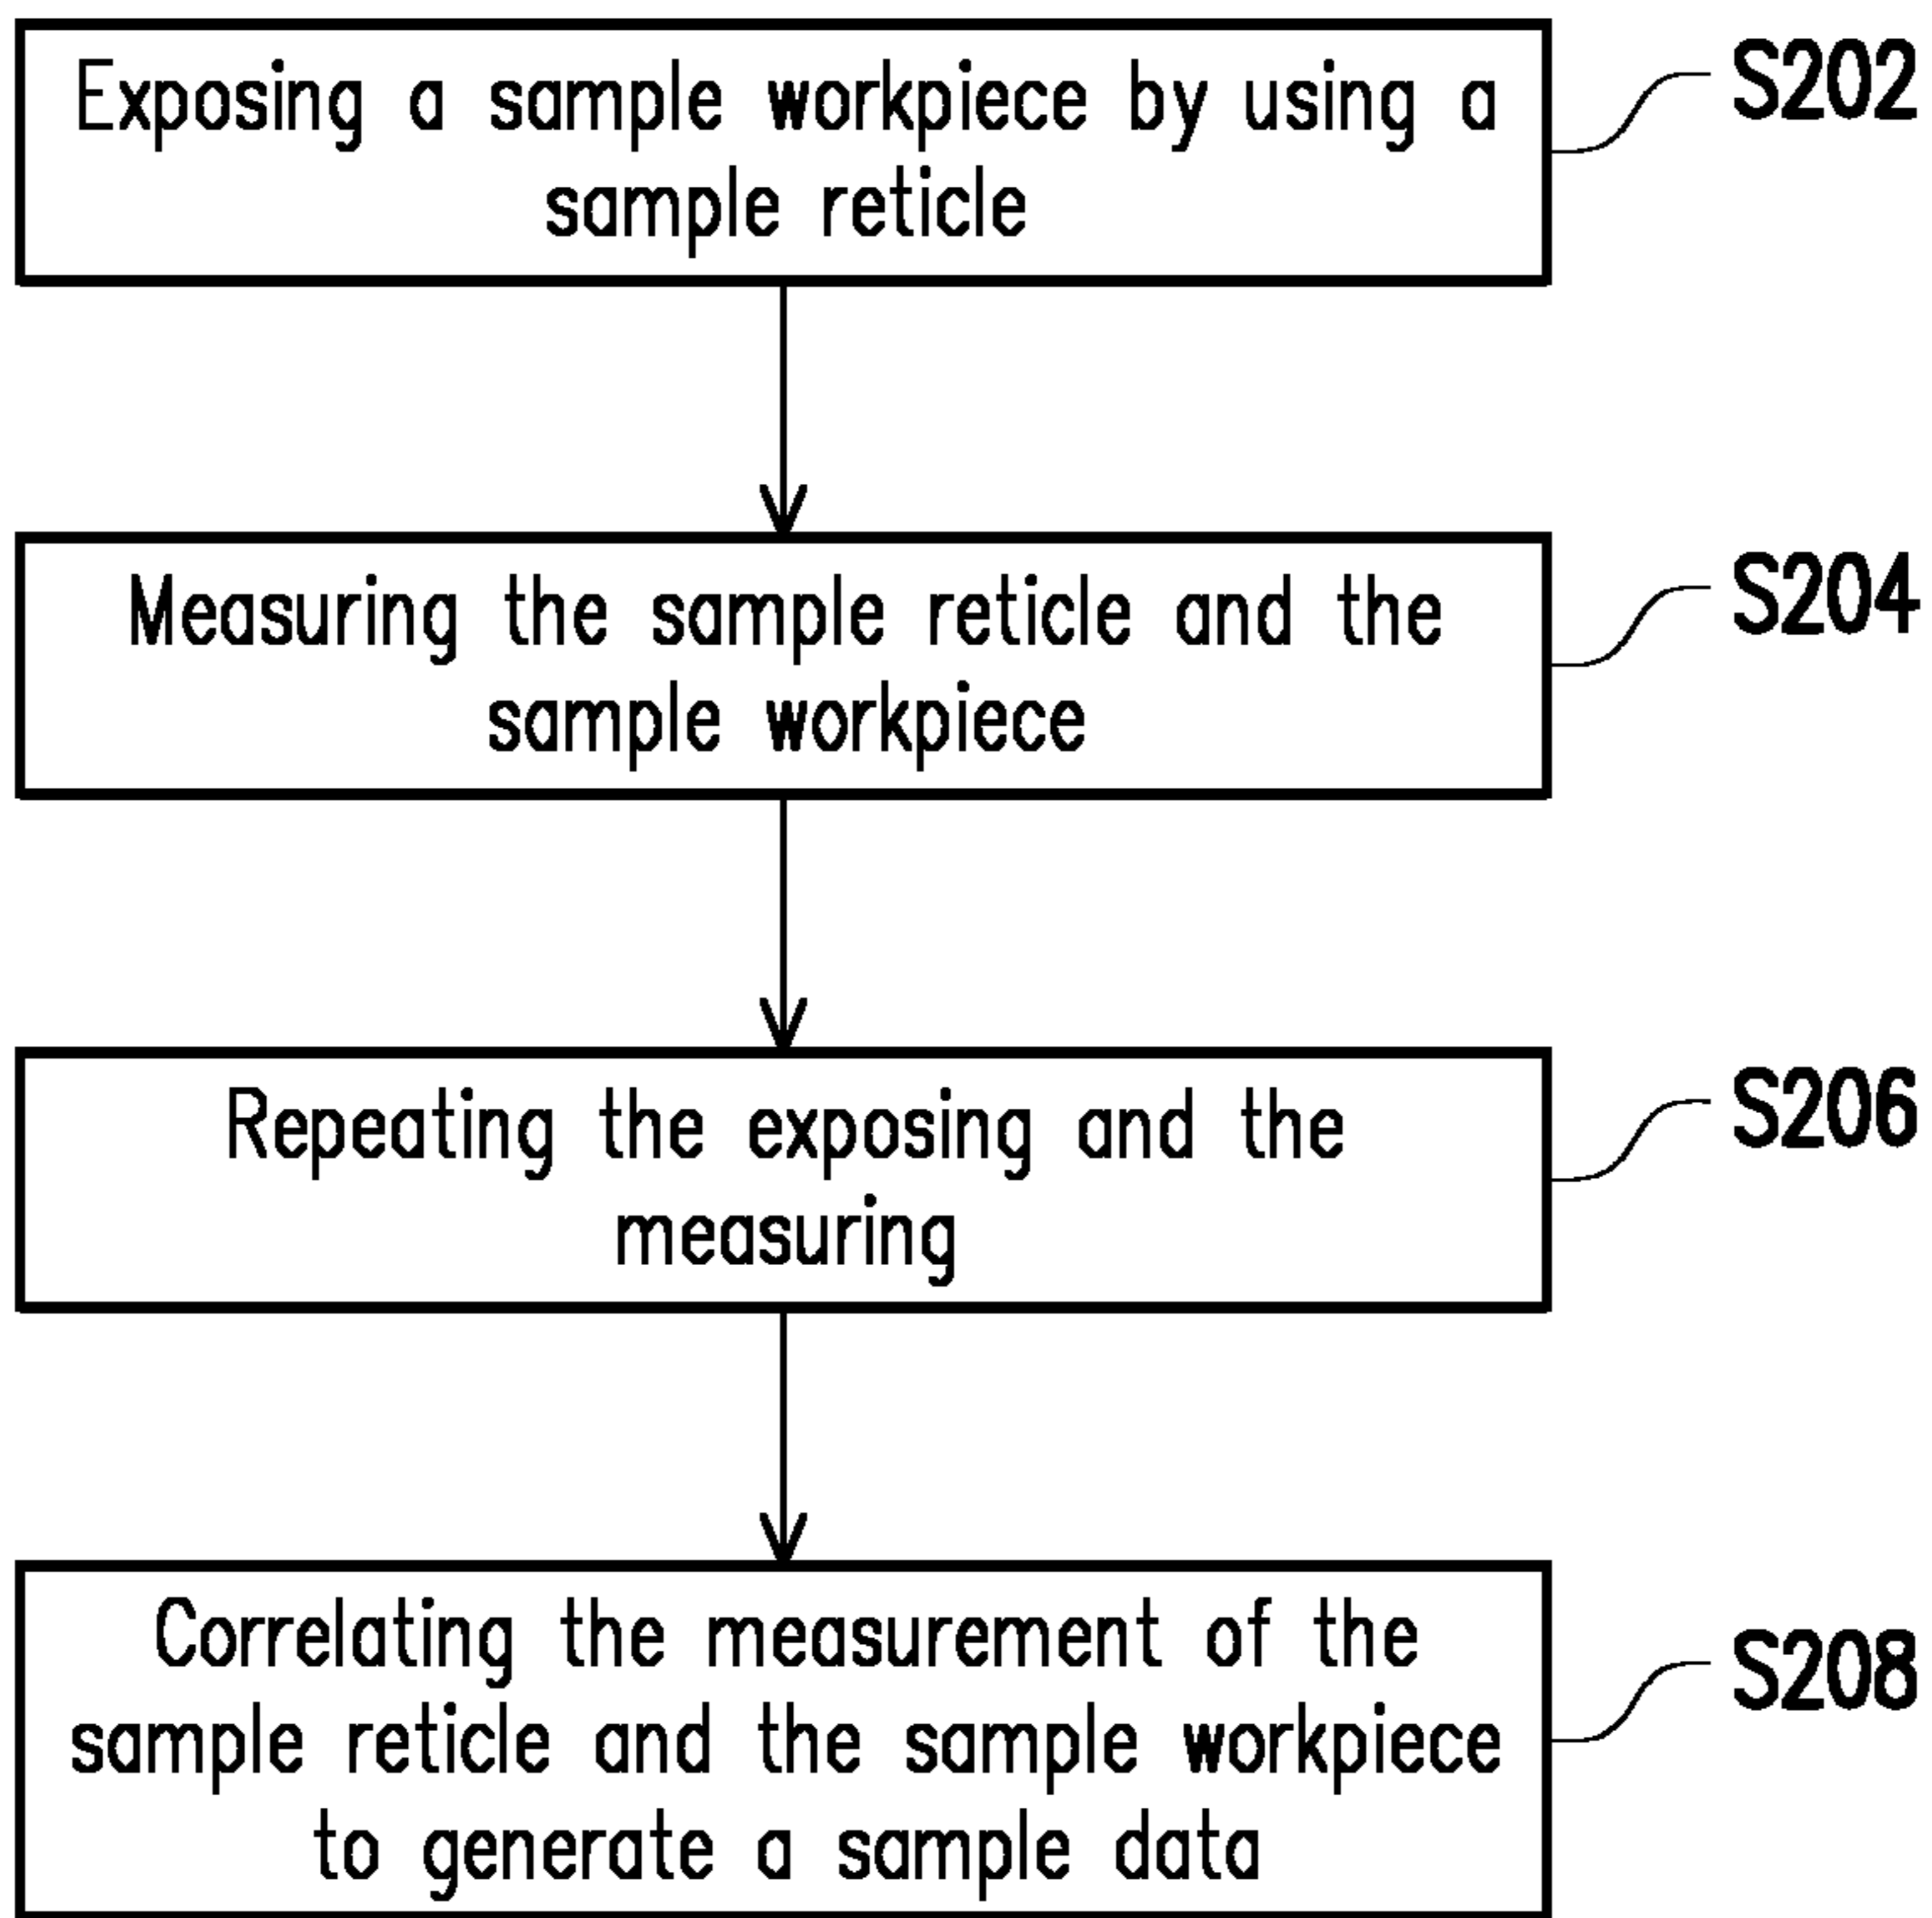 Exposing a sample workpiece by using a
sample reticle
S202
Measuring the sample reticle and the
sample workpiece
S204
Repeating the exposing and the
measuring
S206
Correlating the measurement of the
sample reticle and the sample workpiece
to generate a sample data
S208